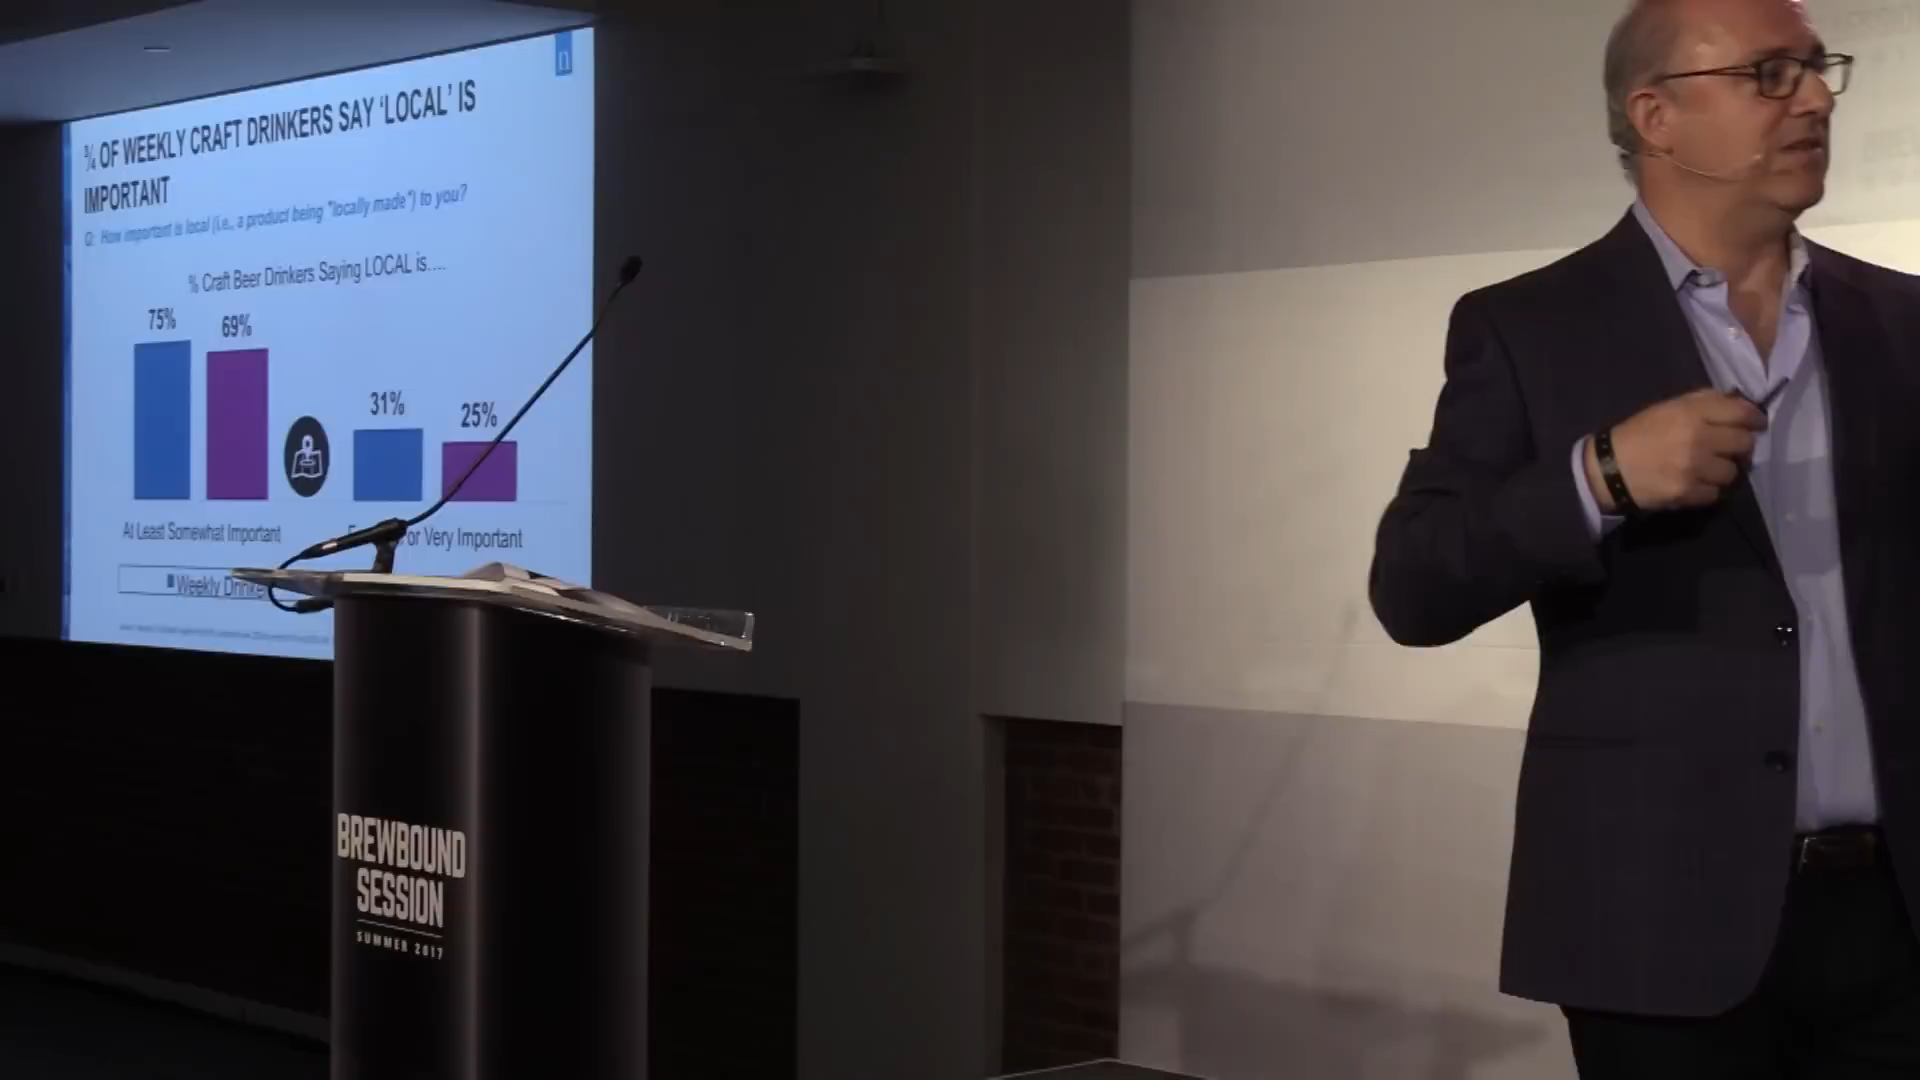 n
¾ OF WEEKLY CRAFT DRINKERS SAY ‘LOCAL’ IS
IMPORTANT
Q: How important is local (i.e., a product being "locally made") to you?
% Craft Beer Drinkers Saying LOCAL is….
75%
69%
31%
25%
At Least Somewhat Important
or Very Important
Weekly Drinke
BREWBOUND
SESSION
SUMMER 2017